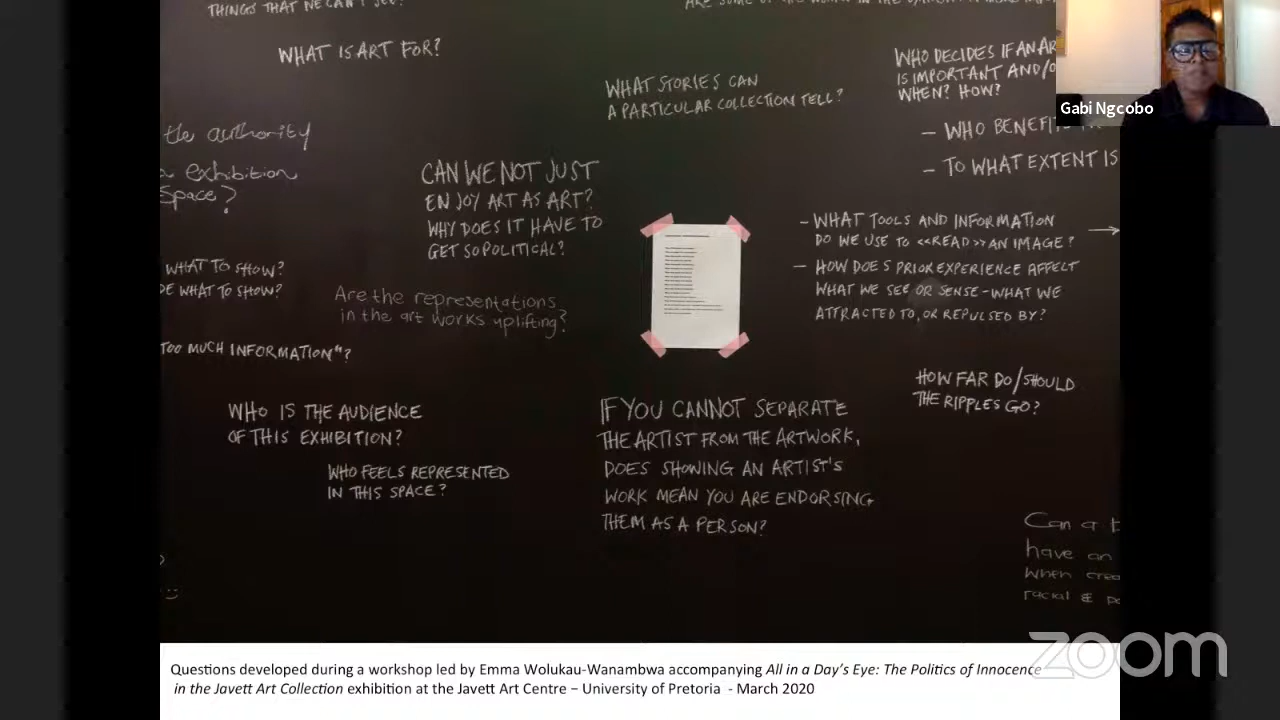 THINGS THAT WE CAN'T SEE?
WHAT IS ART FOR?
WHAT STORIES CAN
A PARTICULAR COLLECTION TELL?
WHO DECIDES IF AN AR
IS IMPORTANT AND/O
WHEN? HOW?
- WHO BENEFITS
- TO WHAT EXTENT IS
Gabi Ngcobo
the authority
exhibition
Space?
CAN WE NOT JUST
ENJOY ART AS ART?
WHY DOES IT HAVE TO
GET SO POLITICAL?
- WHAT TOOLS AND INFORMATION
DO WE USE TO «READ» AN IMAGE?
- HOW DOES PRIOR EXPERIENCE AFFECT
WHAT WE SEE OR SENSE - WHAT WE
ATTRACTED TO, OR REPULSED BY?
WHAT TO SHOW?
WHAT TO SHOW?
Are the representations
in the art works uplifting?
TOO MUCH INFORMATION"?
HOW FAR DO/SHOULD
THE RIPPLES GO?
WHO IS THE AUDIENCE
OF THIS EXHIBITION?
WHO FEELS REPRESENTED
IN THIS SPACE?
IF YOU CANNOT SEPARATE
THE ARTIST FROM THE ARTWORK,
DOES SHOWING AN ARTIST'S
WORK MEAN YOU ARE ENDORSING
THEM AS A PERSON?
Can a
have an
when crea
racial &
Questions developed during a workshop led by Emma Wolukau-Wanambwa accompanying All in a Day's Eye: The Politics of Innocence
in the Javett Art Collection exhibition at the Javett Art Centre – University of Pretoria - March 2020
zoom